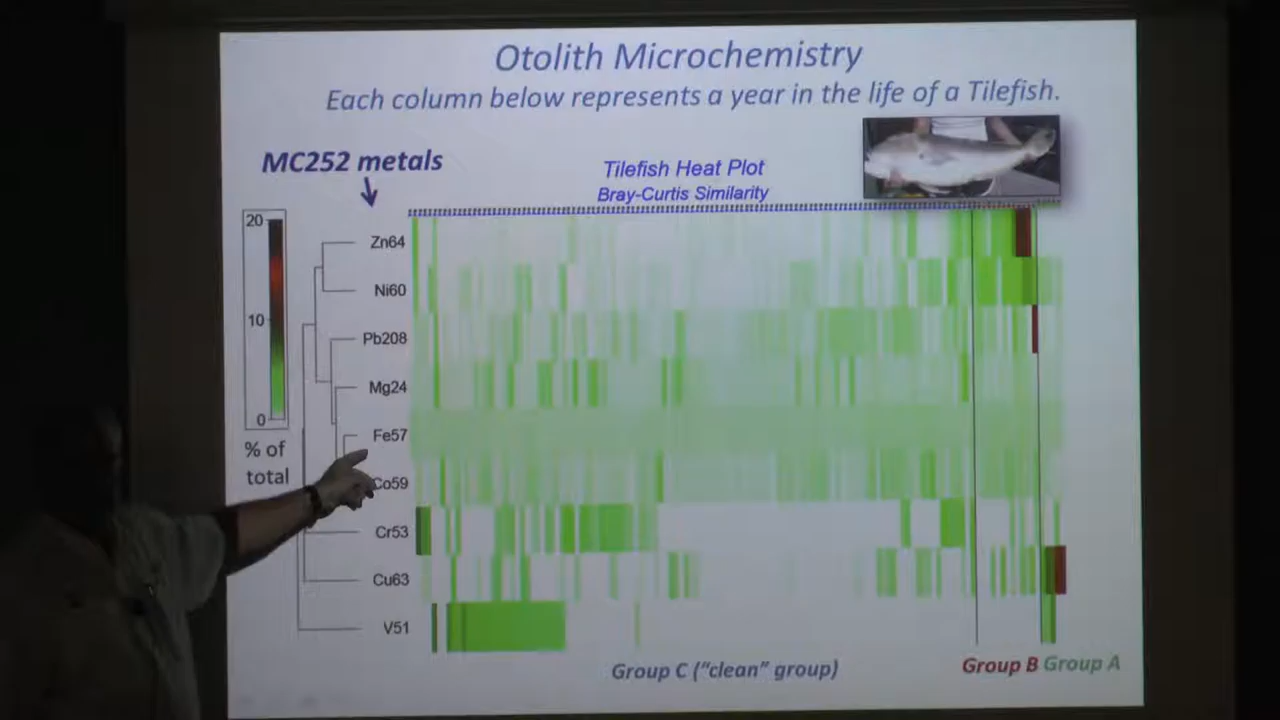 Otolith Microchemistry
Each column below represents a year in the life of a Tilefish.
MC252 metals
Tilefish Heat Plot
Bray-Curtis Similarity
20
10
0
% of
total
Zn64
Ni60
Pb208
Mg24
Fe57
Co59
Cr53
Cu63
V51
Group C ("clean" group)
Group B
Group A